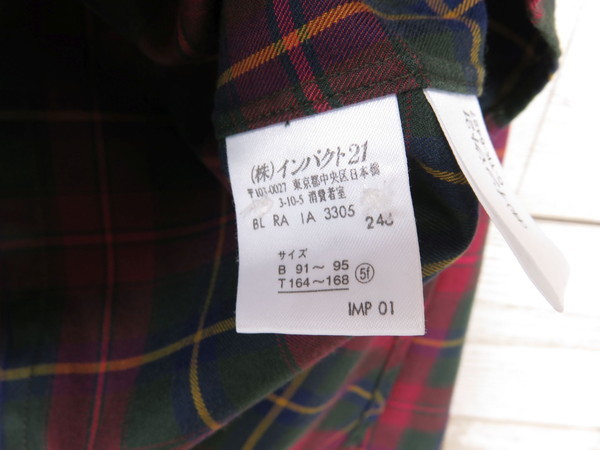 (株)インパクト21
〒103-0027 東京都中央区日本橋
3-10-5 消費者室
BL RA IA 3305
サイズ
B 91～ 95
T164～168 5f
IMP 01